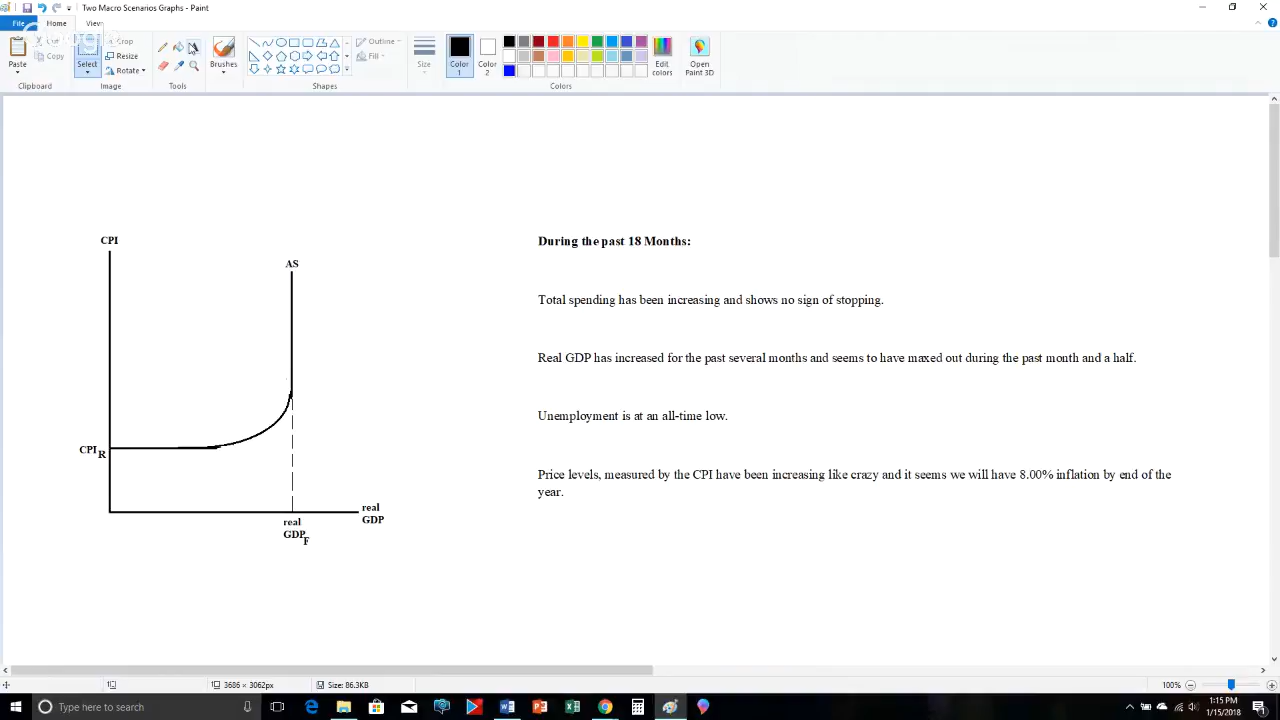 Two Macro Scenarios Graphs - Paint
File Home View
Paste
Cut
Copy
Clipboard
Select
Crop
Resize
Rotate
Image
Tools
Brushes
Outline
Fill
Shapes
Size
Color
1
Color
2
Edit
colors
Colors
Open
Paint 3D
CPI
AS
CPI R
real
GDP
real
GDP F
During the past 18 Months:
Total spending has been increasing and shows no sign of stopping.
Real GDP has increased for the past several months and seems to have maxed out during the past month and a half.
Unemployment is at an all-time low.
Price levels, measured by the CPI have been increasing like crazy and it seems we will have 8.00% inflation by end of the
year.
3686 × 3062px
Size: 86.3KB
100%
Type here to search
1:15 PM
1/15/2018